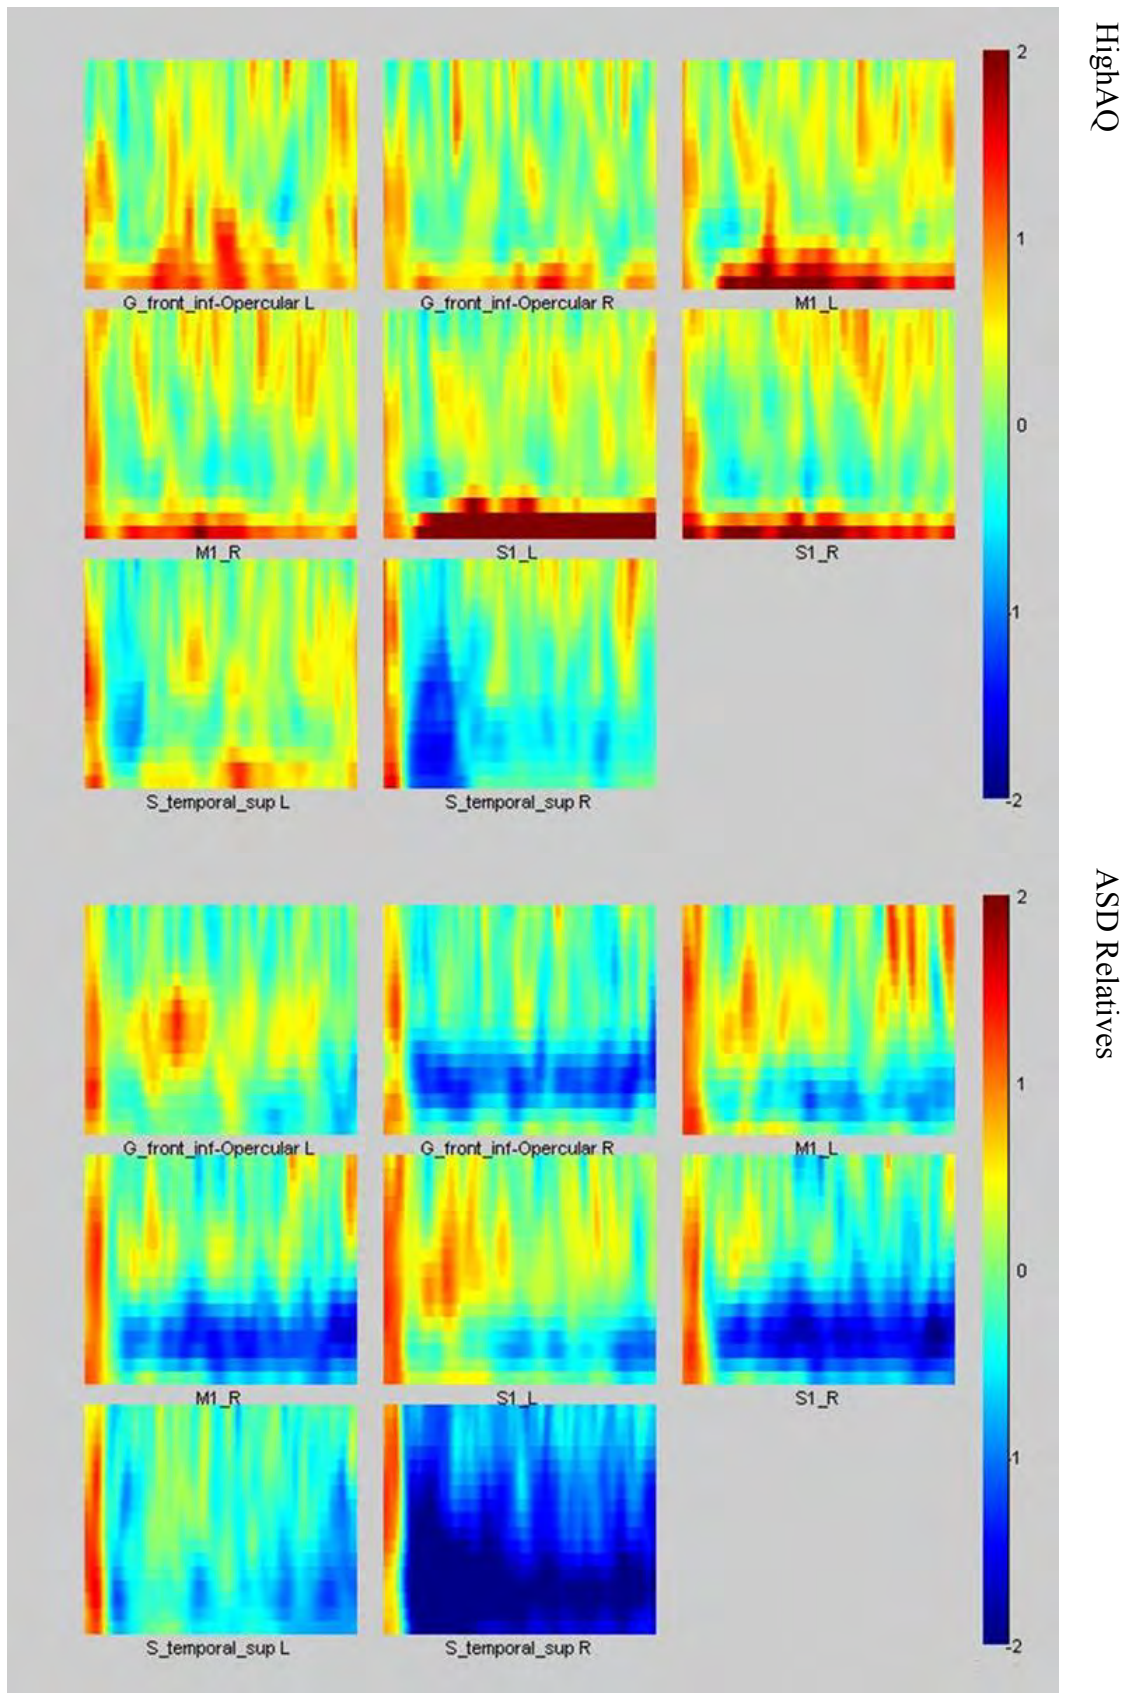 HighAQ
2
1
0
-1
-2
G_front_inf-Opercular L
G_front_inf-Opercular R
M1_L
M1_R
S1_L
S1_R
S_temporal_sup L
S_temporal_sup R
ASD Relatives
2
1
0
-1
-2
G_front_inf-Opercular L
G_front_inf-Opercular R
M1_L
M1_R
S1_L
S1_R
S_temporal_sup L
S_temporal_sup R